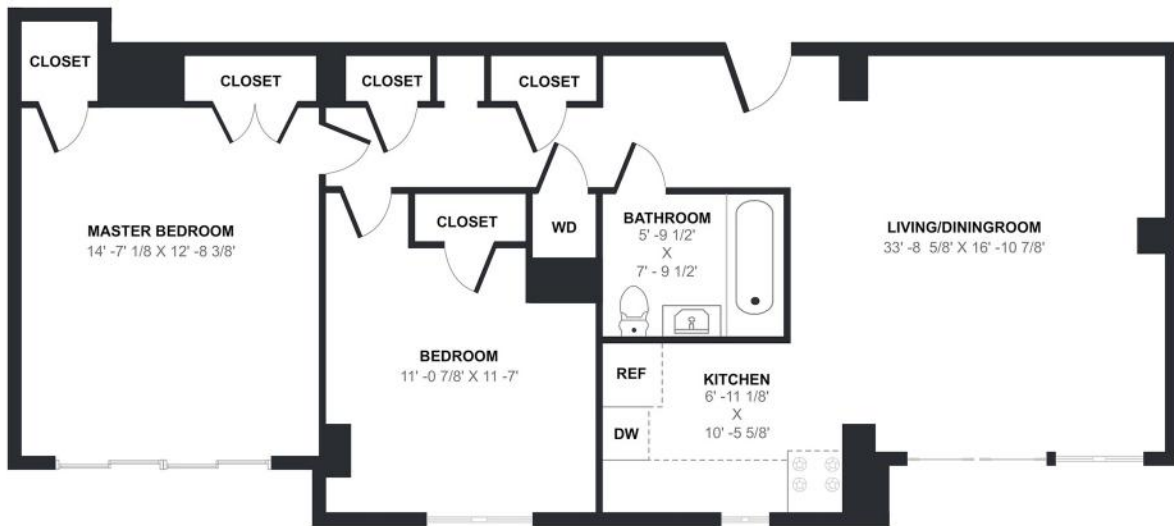 CLOSET
CLOSET
CLOSET
CLOSET
MASTER BEDROOM
14' -7' 1/8 X 12' -8 3/8'
CLOSET
WD
BATHROOM
5' -9 1/2'
X
7' - 9 1/2'
LIVING/DININGROOM
33' -8 5/8' X 16' -10 7/8'
BEDROOM
11' -0 7/8' X 11 -7'
REF
DW
KITCHEN
6' -11 1/8'
X
10' -5 5/8'